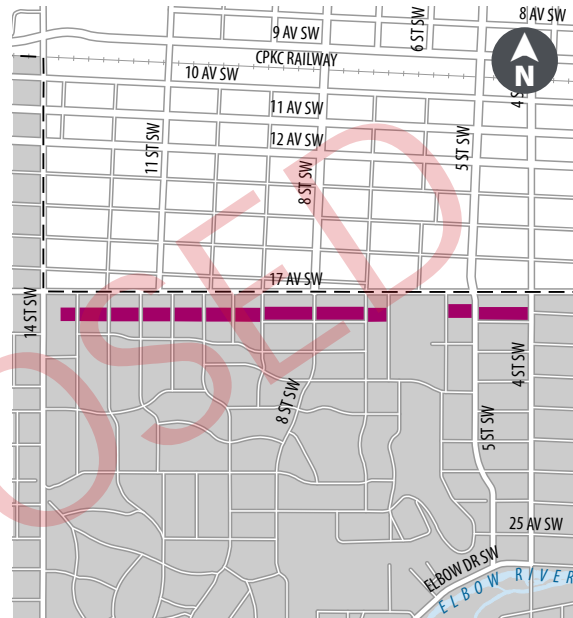 8 AV SW
6 ST SW
9 AV SW
CPKC RAILWAY
N
10 AV SW
4 S
11 AV SW
11 ST SW
12 AV SW
5 ST SW
8 ST SW
17 AV SW
14 ST SW
4 ST SW
8 ST SW
5 ST SW
25 AV SW
ELBOW DR SW
ELBOW RIVER
OSED